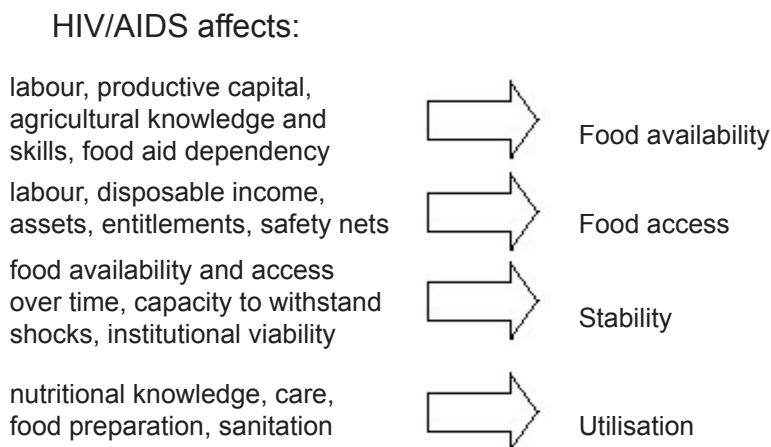 HIV/AIDS affects:
labour, productive capital,
agricultural knowledge and
skills, food aid dependency
Food availability
labour, disposable income,
assets, entitlements, safety nets
Food access
food availability and access
over time, capacity to withstand
shocks, institutional viability
Stability
nutritional knowledge, care,
food preparation, sanitation
Utilisation